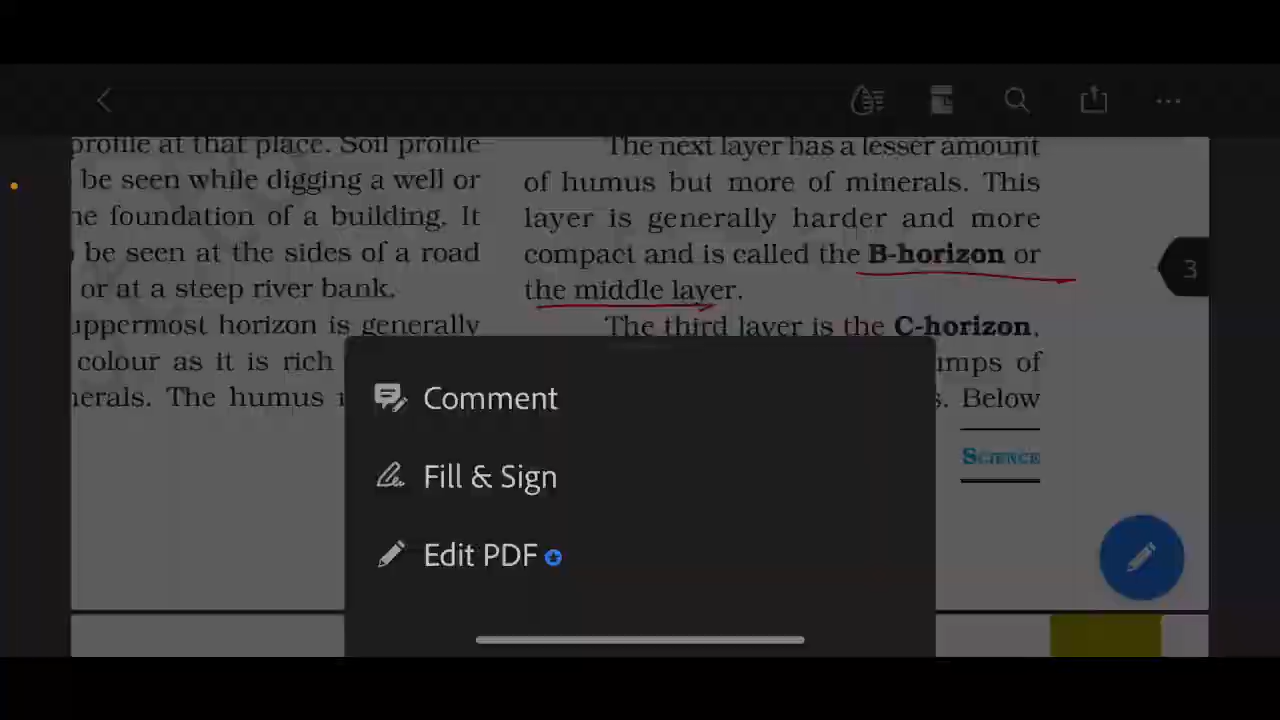 profile at that place. Soil profile
be seen while digging a well or
he foundation of a building. It
be seen at the sides of a road
or at a steep river bank.
uppermost horizon is generally
colour as it is rich
nerals. The humus
The next layer has a lesser amount
of humus but more of minerals. This
layer is generally harder and more
compact and is called the B-horizon or
the middle layer.
The third layer is the C-horizon,
umps of
s. Below
SCIENCE
3
Comment
Fill & Sign
Edit PDF